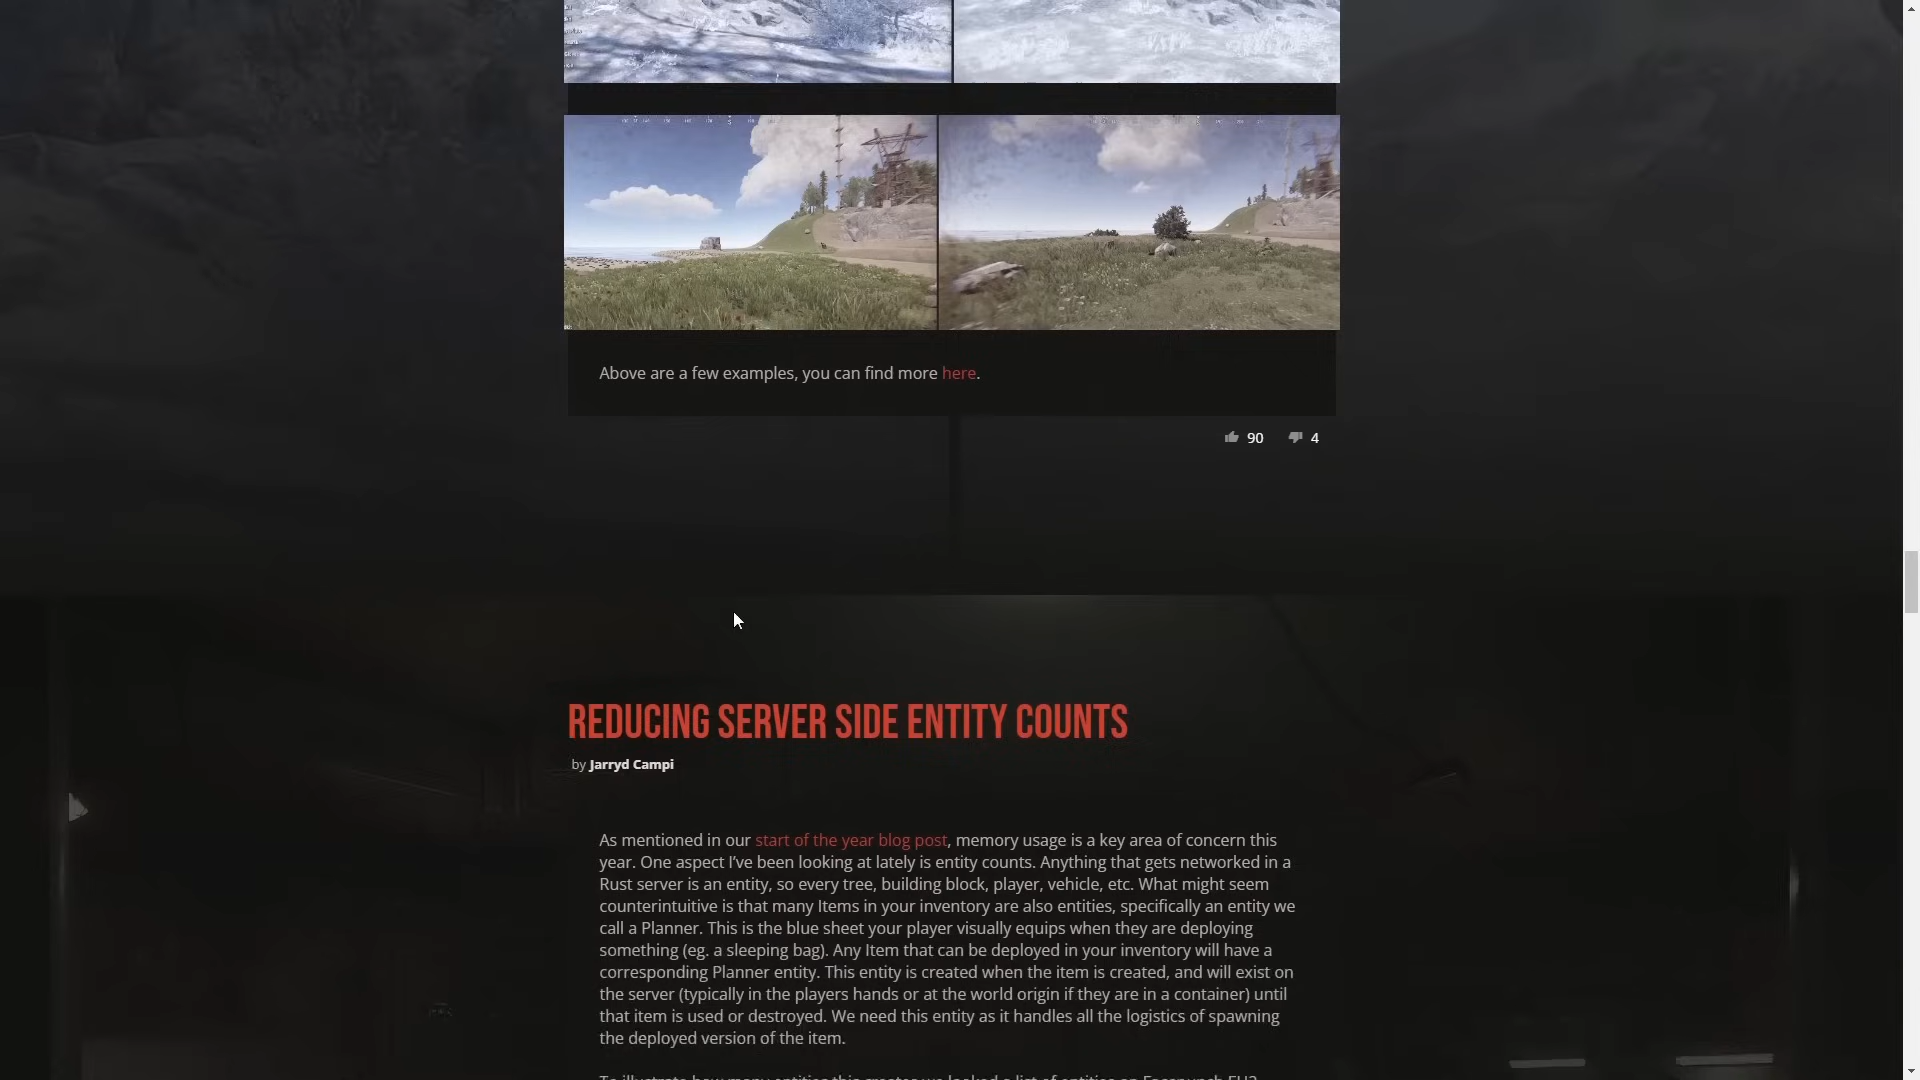 Above are a few examples, you can find more here.
90 4
REDUCING SERVER SIDE ENTITY COUNTS
by Jarryd Campi
As mentioned in our start of the year blog post, memory usage is a key area of concern this
year. One aspect I’ve been looking at lately is entity counts. Anything that gets networked in a
Rust server is an entity, so every tree, building block, player, vehicle, etc. What might seem
counterintuitive is that many Items in your inventory are also entities, specifically an entity we
call a Planner. This is the blue sheet your player visually equips when they are deploying
something (eg. a sleeping bag). Any Item that can be deployed in your inventory will have a
corresponding Planner entity. This entity is created when the item is created, and will exist on
the server (typically in the players hands or at the world origin if they are in a container) until
that item is used or destroyed. We need this entity as it handles all the logistics of spawning
the deployed version of the item.